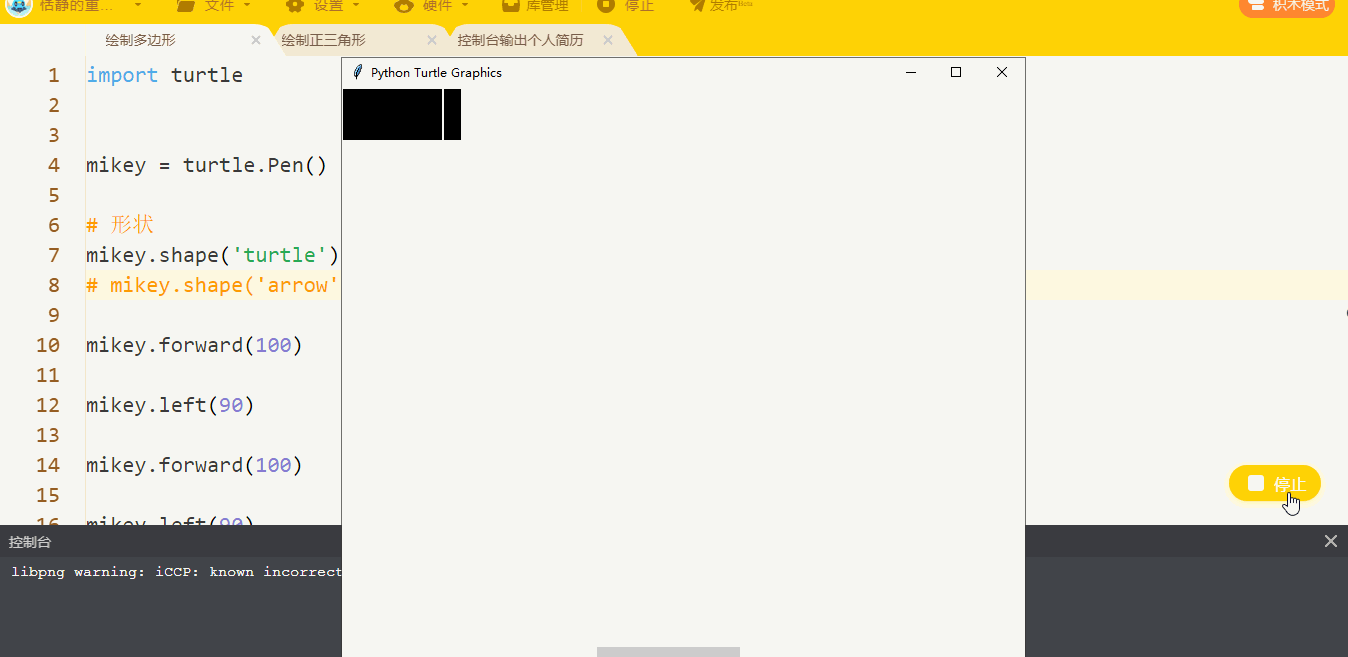 恬静的重... 文件 设置 硬件 库管理 停止 发布Beta 积木模式
绘制多边形 绘制正三角形 控制台输出个人简历
Python Turtle Graphics
1 import turtle
2
3
4 mikey = turtle.Pen()
5
6 # 形状
7 mikey.shape('turtle')
8 # mikey.shape('arrow'
9
10 mikey.forward(100)
11
12 mikey.left(90)
13
14 mikey.forward(100)
15
16 mikey.left(90)
停止
控制台
libpng warning: iCCP: known incorrect